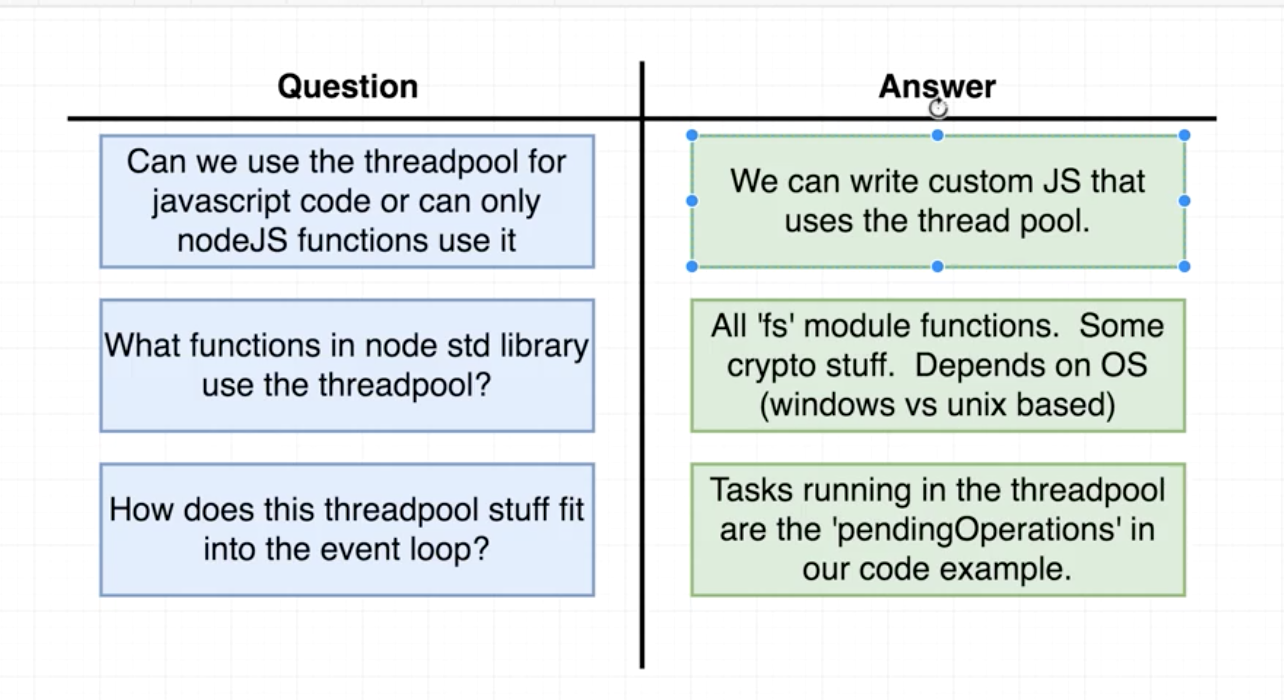 Question
Answer
Can we use the threadpool for
javascript code or can only
nodeJS functions use it
We can write custom JS that
uses the thread pool.
What functions in node std library
use the threadpool?
All 'fs' module functions.  Some
crypto stuff.  Depends on OS
(windows vs unix based)
How does this threadpool stuff fit
into the event loop?
Tasks running in the threadpool
are the 'pendingOperations' in
our code example.